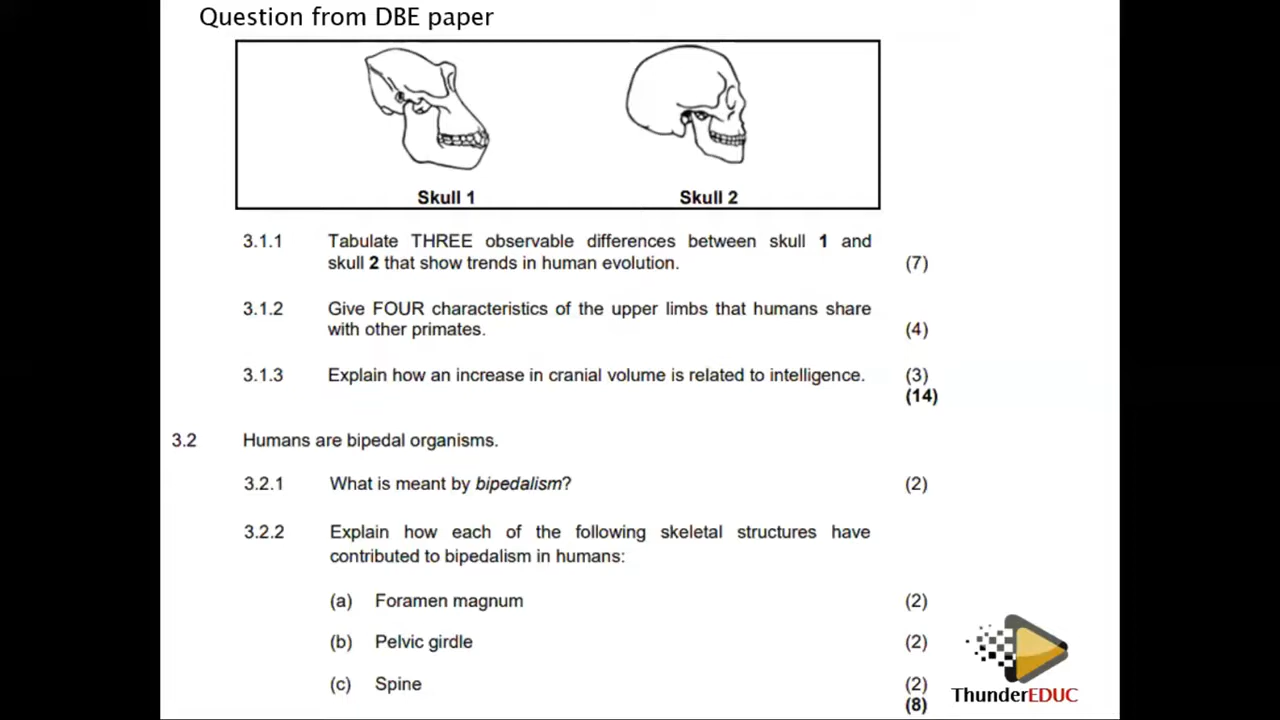 Question from DBE paper
Skull 1
Skull 2
3.1.1 Tabulate THREE observable differences between skull 1 and
skull 2 that show trends in human evolution. (7)
3.1.2 Give FOUR characteristics of the upper limbs that humans share
with other primates. (4)
3.1.3 Explain how an increase in cranial volume is related to intelligence. (3)
(14)
3.2 Humans are bipedal organisms.
3.2.1 What is meant by bipedalism? (2)
3.2.2 Explain how each of the following skeletal structures have
contributed to bipedalism in humans:
(a) Foramen magnum (2)
(b) Pelvic girdle (2)
(c) Spine (2)
(8)
ThunderEDUC